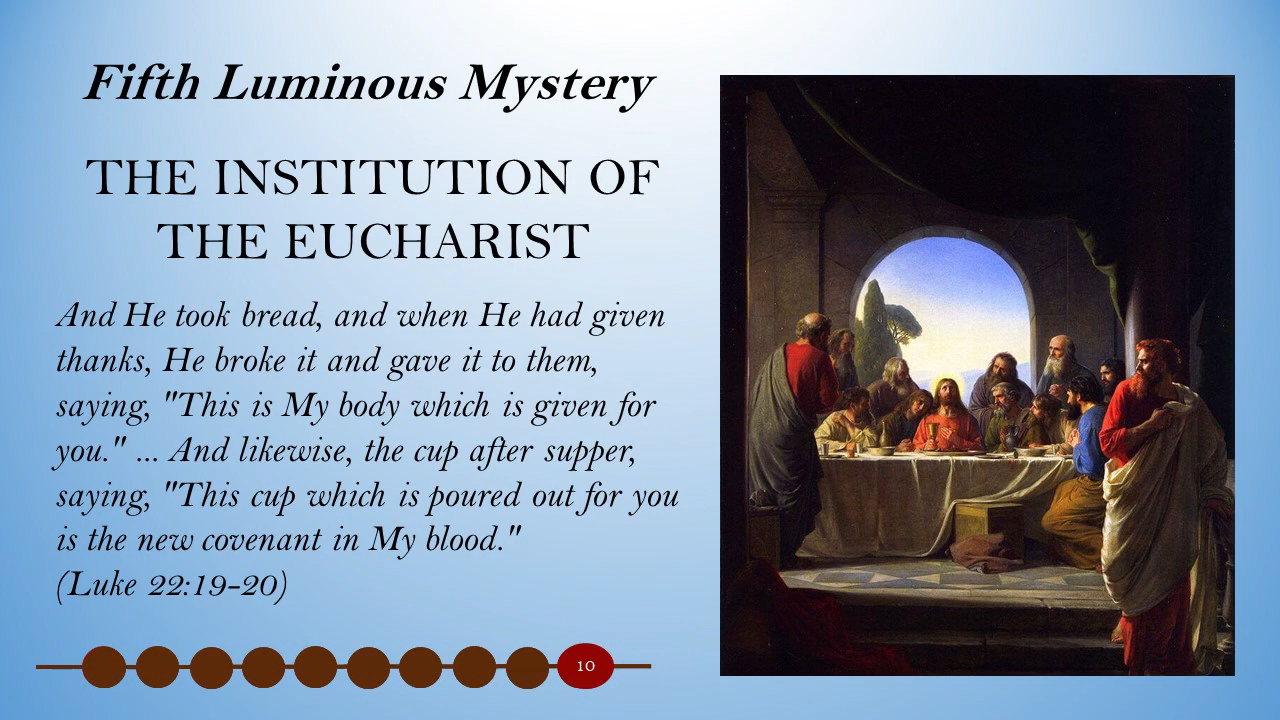 Fifth Luminous Mystery
THE INSTITUTION OF
THE EUCHARIST
And He took bread, and when He had given
thanks, He broke it and gave it to them,
saying, "This is My body which is given for
you." ... And likewise, the cup after supper,
saying, "This cup which is poured out for you
is the new covenant in My blood."
(Luke 22:19-20)
10